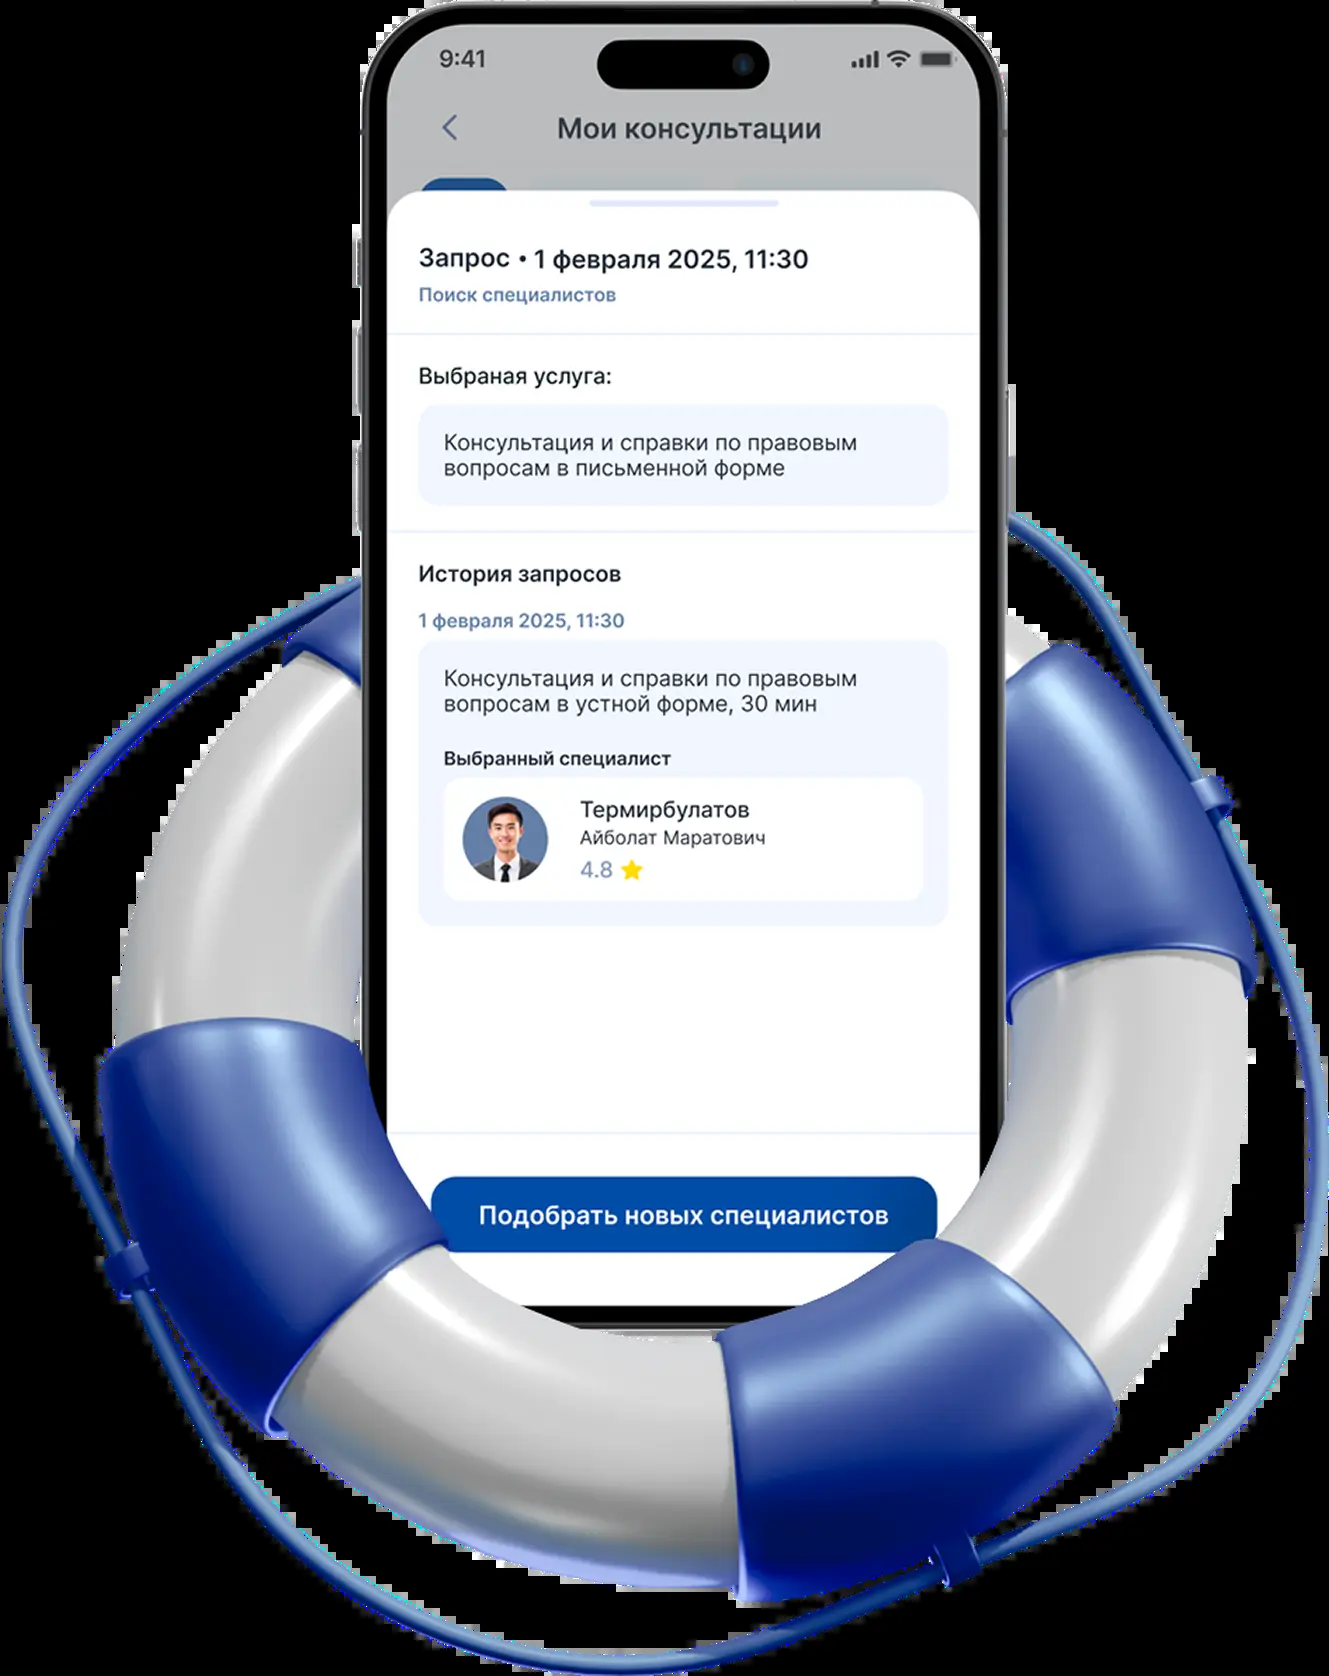 9:41
Мои консультации
Запрос • 1 февраля 2025, 11:30
Поиск специалистов
Выбраная услуга:
Консультация и справки по правовым
вопросам в письменной форме
История запросов
1 февраля 2025, 11:30
Консультация и справки по правовым
вопросам в устной форме, 30 мин
Выбранный специалист
Термирбулатов
Айболат Маратович
4.8
Подобрать новых специалистов